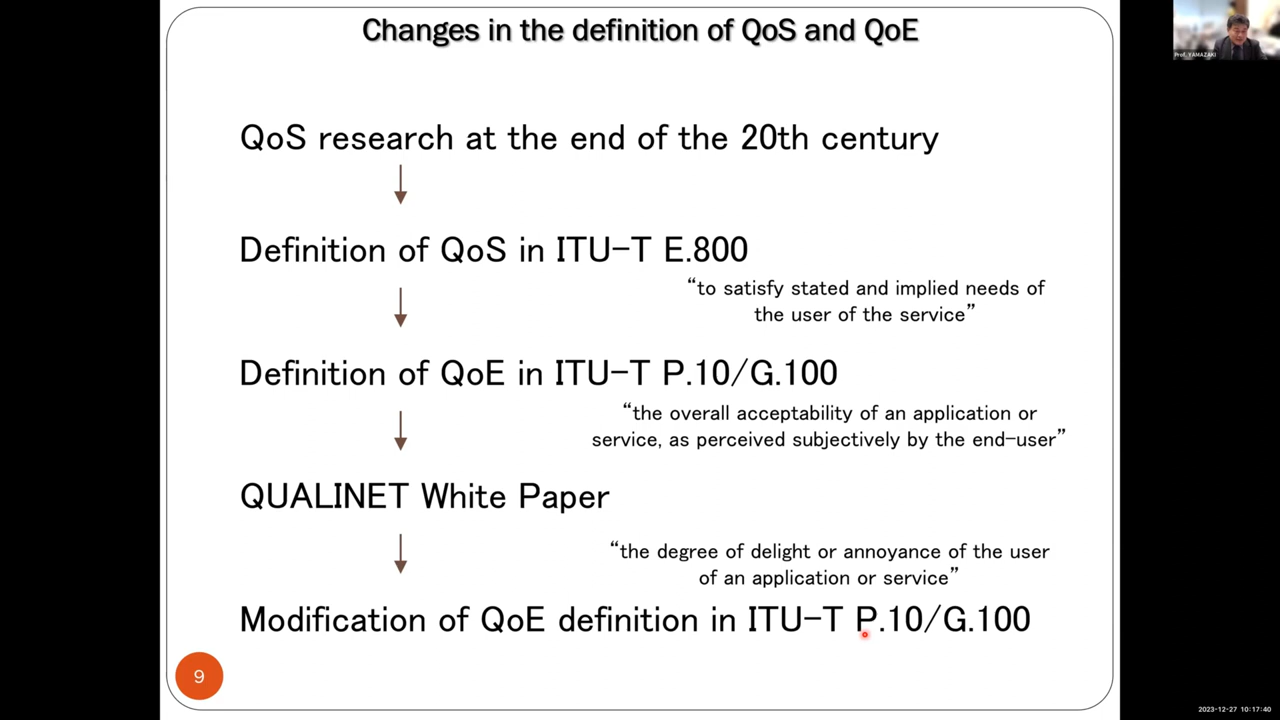 Changes in the definition of QoS and QoE
Prof. YAMAZAKI
QoS research at the end of the 20th century
Definition of QoS in ITU-T E.800
“to satisfy stated and implied needs of
the user of the service”
Definition of QoE in ITU-T P.10/G.100
“the overall acceptability of an application or
service, as perceived subjectively by the end-user”
QUALINET White Paper
“the degree of delight or annoyance of the user
of an application or service”
Modification of QoE definition in ITU-T P.10/G.100
9
2023-12-27 10:17:40